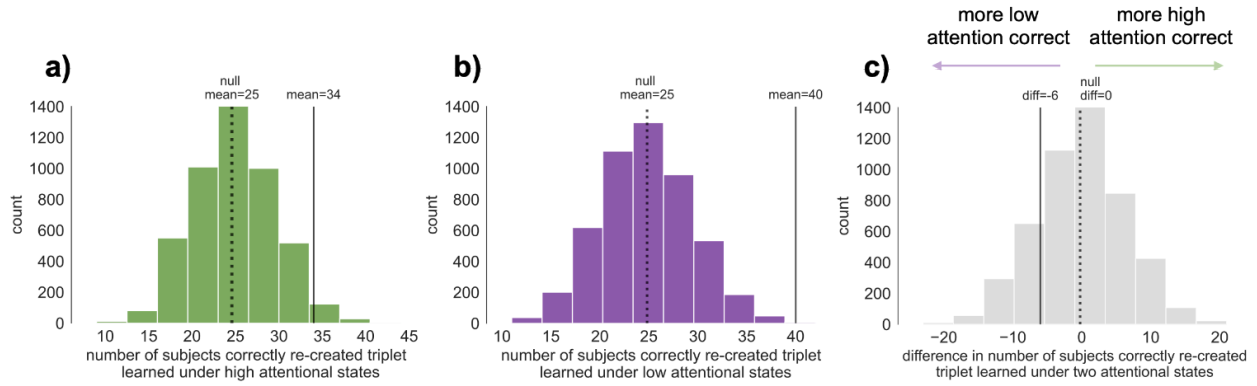 more low
attention correct
more high
attention correct
a)
null
mean=25
mean=34
1400
1200
1000
800
600
400
200
0
count
10 15 20 25 30 35 40 45
number of subjects correctly re-created triplet
learned under high attentional states
b)
null
mean=25
mean=40
1400
1200
1000
800
600
400
200
0
count
10 15 20 25 30 35 40
number of subjects correctly re-created triplet
learned under low attentional states
c)
diff=-6
null
diff=0
1400
1200
1000
800
600
400
200
0
count
−20 −10 0 10 20
difference in number of subjects correctly re-created
triplet learned under two attentional states